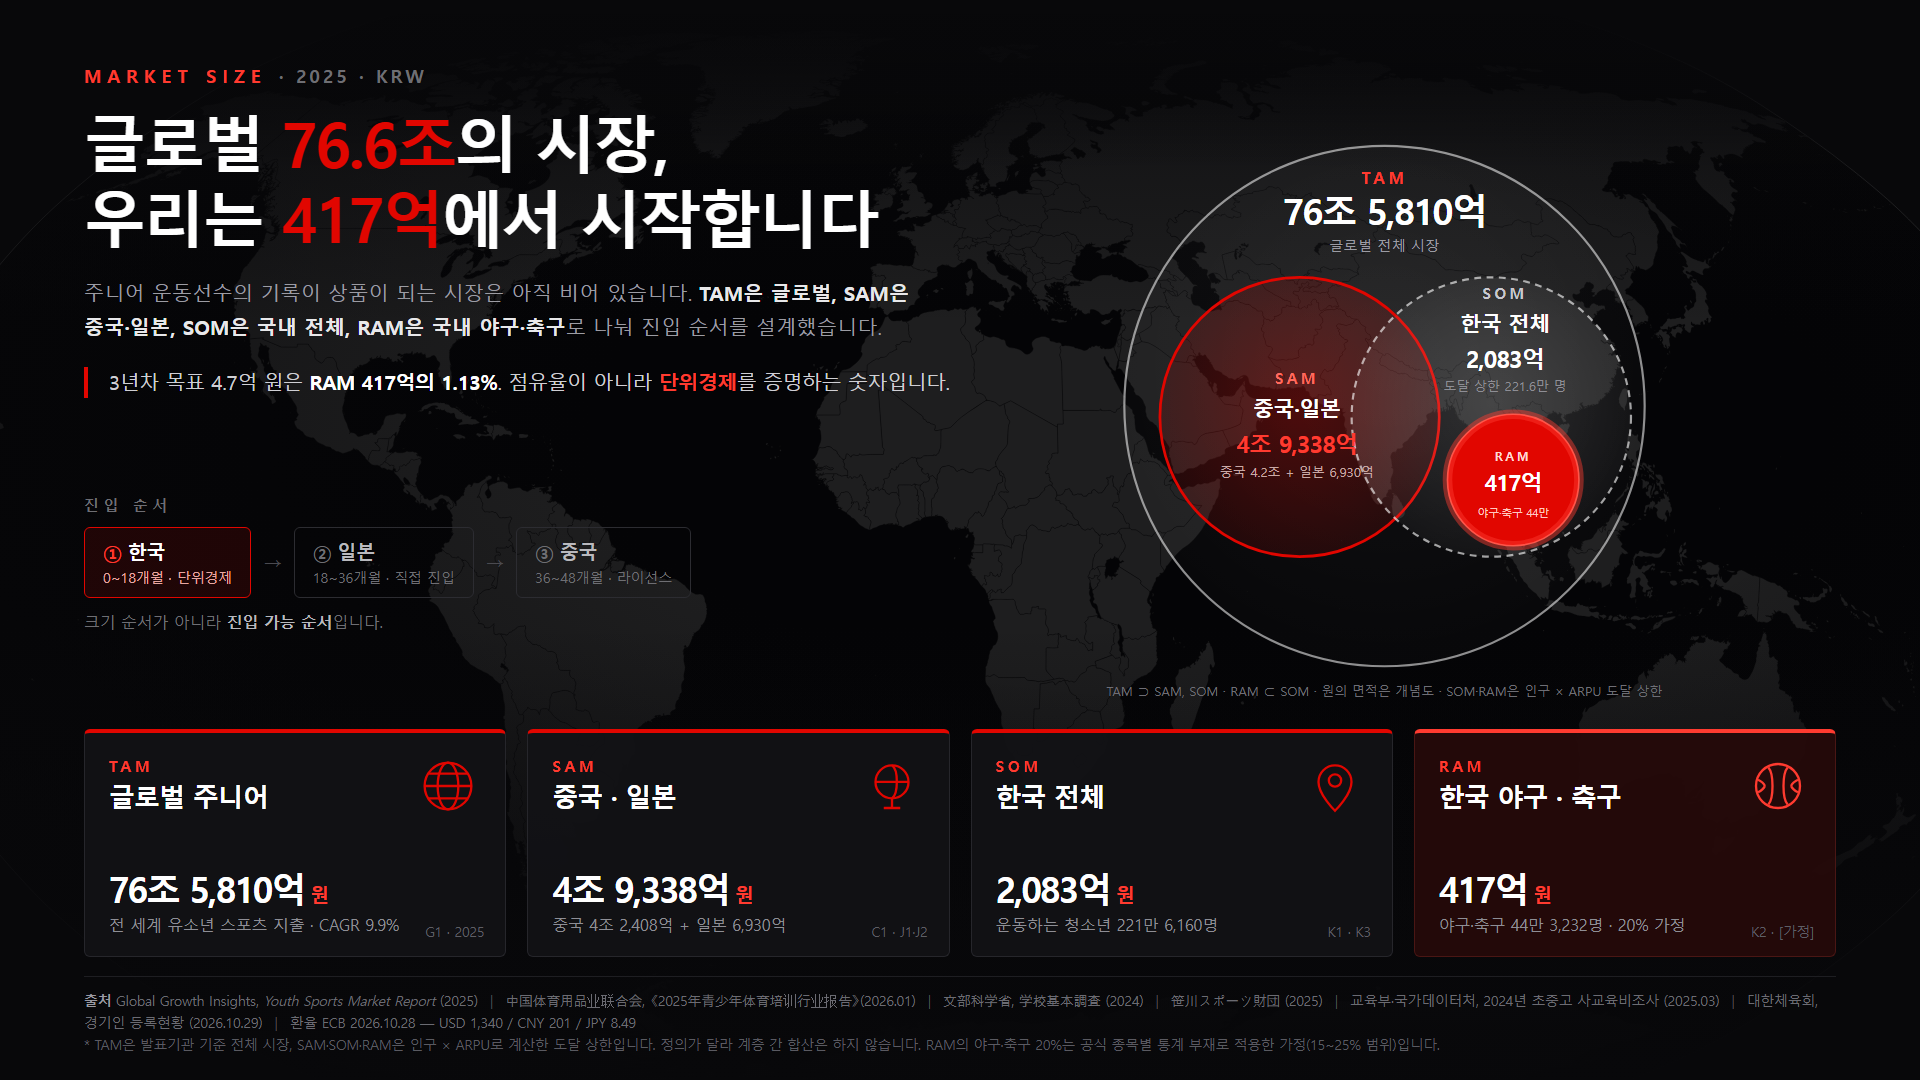 MARKET SIZE · 2025 · KRW
글로벌 76.6조의 시장,
우리는 417억에서 시작합니다
주니어 운동선수의 기록이 상품이 되는 시장은 아직 비어 있습니다. TAM은 글로벌, SAM은
중국·일본, SOM은 국내 전체, RAM은 국내 야구·축구로 나눠 진입 순서를 설계했습니다.
3년차 목표 4.7억 원은 RAM 417억의 1.13%. 점유율이 아니라 단위경제를 증명하는 숫자입니다.
진입 순서
① 한국
0~18개월 · 단위경제
→
② 일본
18~36개월 · 직접 진입
→
③ 중국
36~48개월 · 라이선스
크기 순서가 아니라 진입 가능 순서입니다.
TAM
76조 5,810억
글로벌 전체 시장
SAM
중국·일본
4조 9,338억
중국 4.2조 + 일본 6,930억
SOM
한국 전체
2,083억
도달 상한 221.6만 명
RAM
417억
야구·축구 44만
TAM ⊃ SAM, SOM · RAM ⊂ SOM · 원의 면적은 개념도 · SOM·RAM은 인구 × ARPU 도달 상한
TAM
글로벌 주니어
76조 5,810억 원
전 세계 유소년 스포츠 지출 · CAGR 9.9%
G1 · 2025
SAM
중국 · 일본
4조 9,338억 원
중국 4조 2,408억 + 일본 6,930억
C1 · J1·J2
SOM
한국 전체
2,083억 원
운동하는 청소년 221만 6,160명
K1 · K3
RAM
한국 야구 · 축구
417억 원
야구·축구 44만 3,232명 · 20% 가정
K2 · [가정]
출처 Global Growth Insights, Youth Sports Market Report (2025) | 中国体育用品业联合会, 《2025年青少年体育培训行业报告》(2026.01) | 文部科学省, 学校基本調査 (2024) | 笹川スポーツ財団 (2025) | 교육부·국가데이터처, 2024년 초중고 사교육비조사 (2025.03) | 대한체육회,
경기인 등록현황 (2026.10.29) | 환율 ECB 2026.10.28 — USD 1,340 / CNY 201 / JPY 8.49
* TAM은 발표기관 기준 전체 시장, SAM·SOM·RAM은 인구 × ARPU로 계산한 도달 상한입니다. 정의가 달라 계층 간 합산은 하지 않습니다. RAM의 야구·축구 20%는 공식 종목별 통계 부재로 적용한 가정(15~25% 범위)입니다.